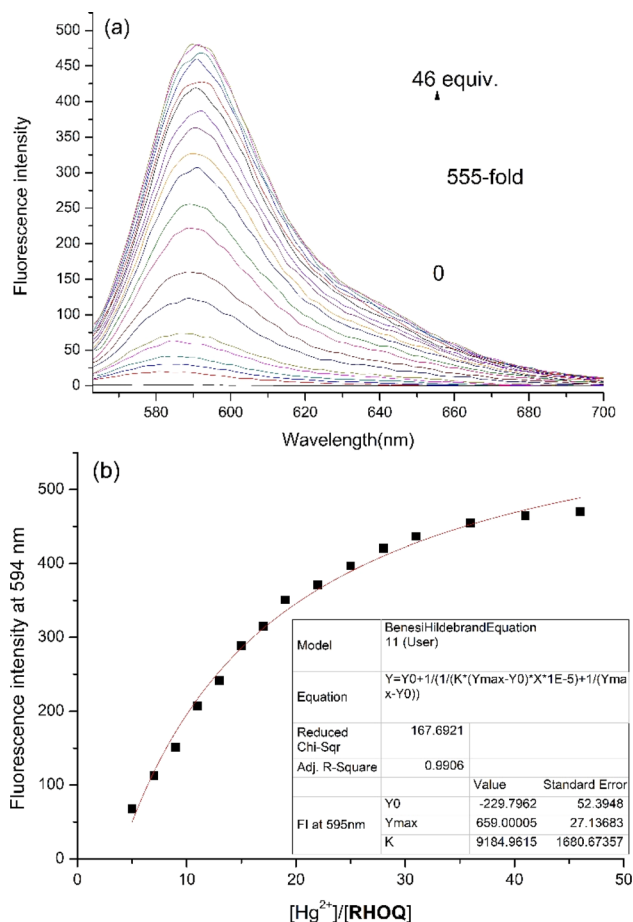 (a)
500
450
400
350
300
250
200
150
100
50
0
Fluorescence intensity
46 equiv.
555-fold
0
580 600 620 640 660 680 700
Wavelength(nm)
(b)
500
400
300
200
100
0
Fluorescence intensity at 594 nm
Model BenesiHildebrandEquation
11 (User)
Equation Y=Y0+1/(1/(K*(Ymax-Y0)*X*1E-5)+1/(Yma
x-Y0))
Reduced
Chi-Sqr 167.6921
Adj. R-Square 0.9906
Value Standard Error
FI at 595nm Y0 -229.7962 52.3948
Ymax 659.00005 27.13683
K 9184.9615 1680.67357
0 10 20 30 40 50
[Hg²⁺]/[RHOQ]